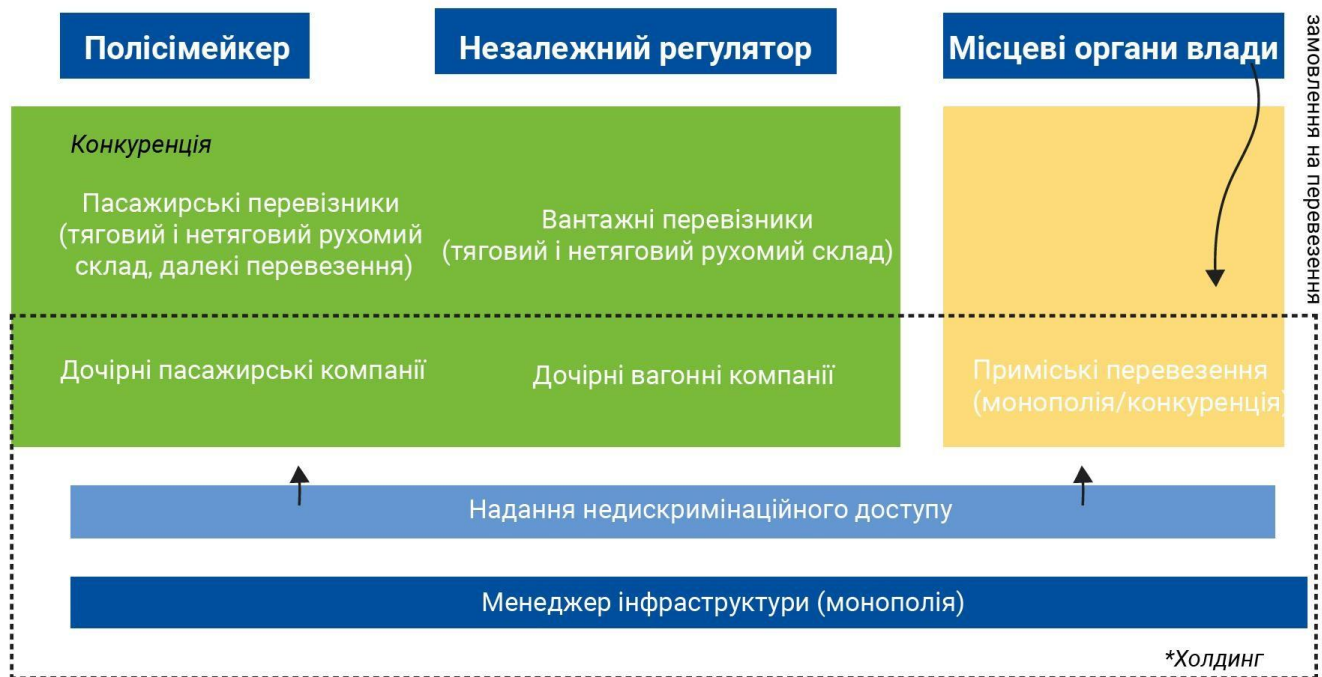 Полісімейкер
Незалежний регулятор
Місцеві органи влади
замовлення на перевезення
Конкуренція
Пасажирські перевізники
(тяговий і нетяговий рухомий
склад, далекі перевезення)
Вантажні перевізники
(тяговий і нетяговий рухомий склад)
Дочірні пасажирські компанії
Дочірні вагонні компанії
Приміські перевезення
(монополія/конкуренція)
Надання недискримінаційного доступу
Менеджер інфраструктури (монополія)
*Холдинг